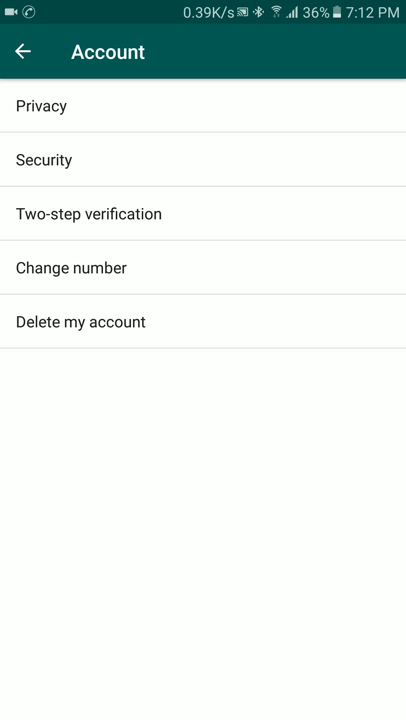 0.39K/s 36% 7:12 PM
Account
Privacy
Security
Two-step verification
Change number
Delete my account